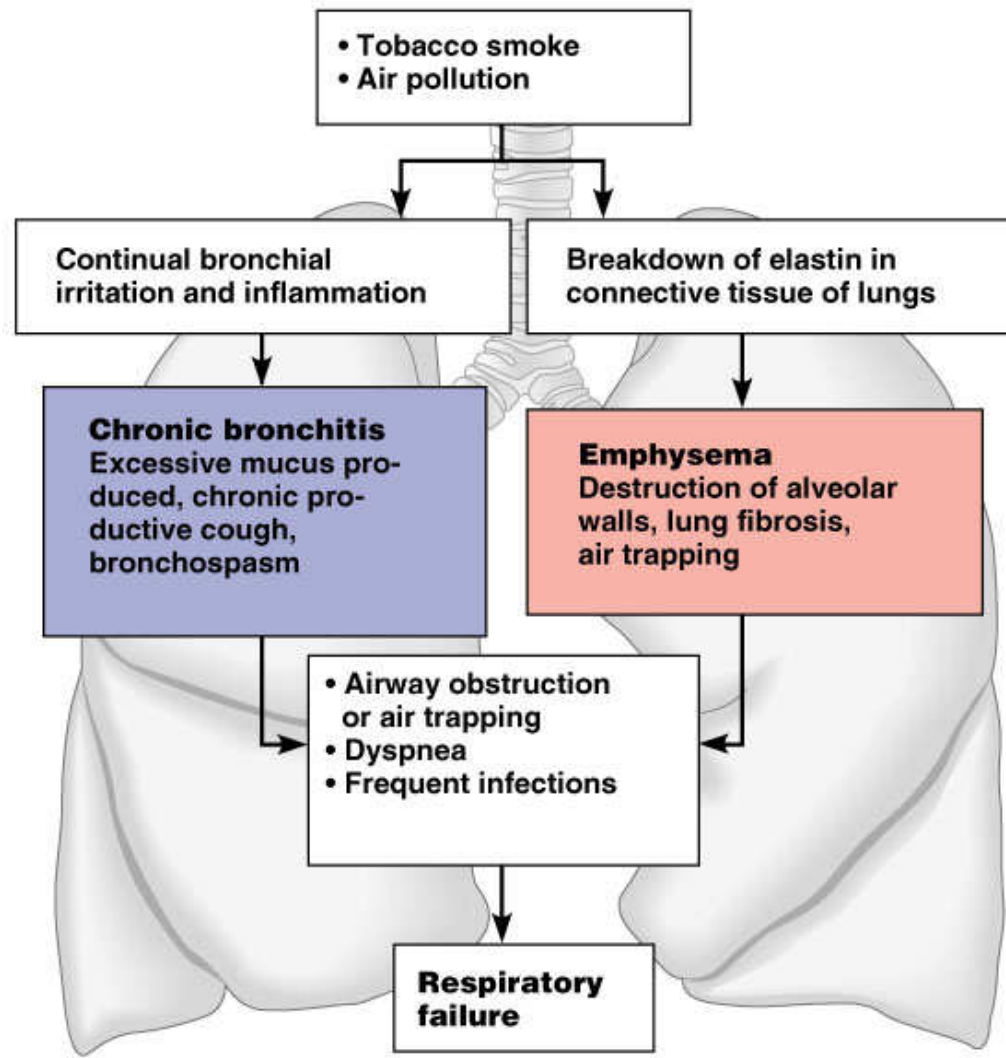 • Tobacco smoke
• Air pollution
Continual bronchial
irritation and inflammation
Breakdown of elastin in
connective tissue of lungs
Chronic bronchitis
Excessive mucus pro-
duced, chronic pro-
ductive cough,
bronchospasm
Emphysema
Destruction of alveolar
walls, lung fibrosis,
air trapping
• Airway obstruction
or air trapping
• Dyspnea
• Frequent infections
Respiratory
failure